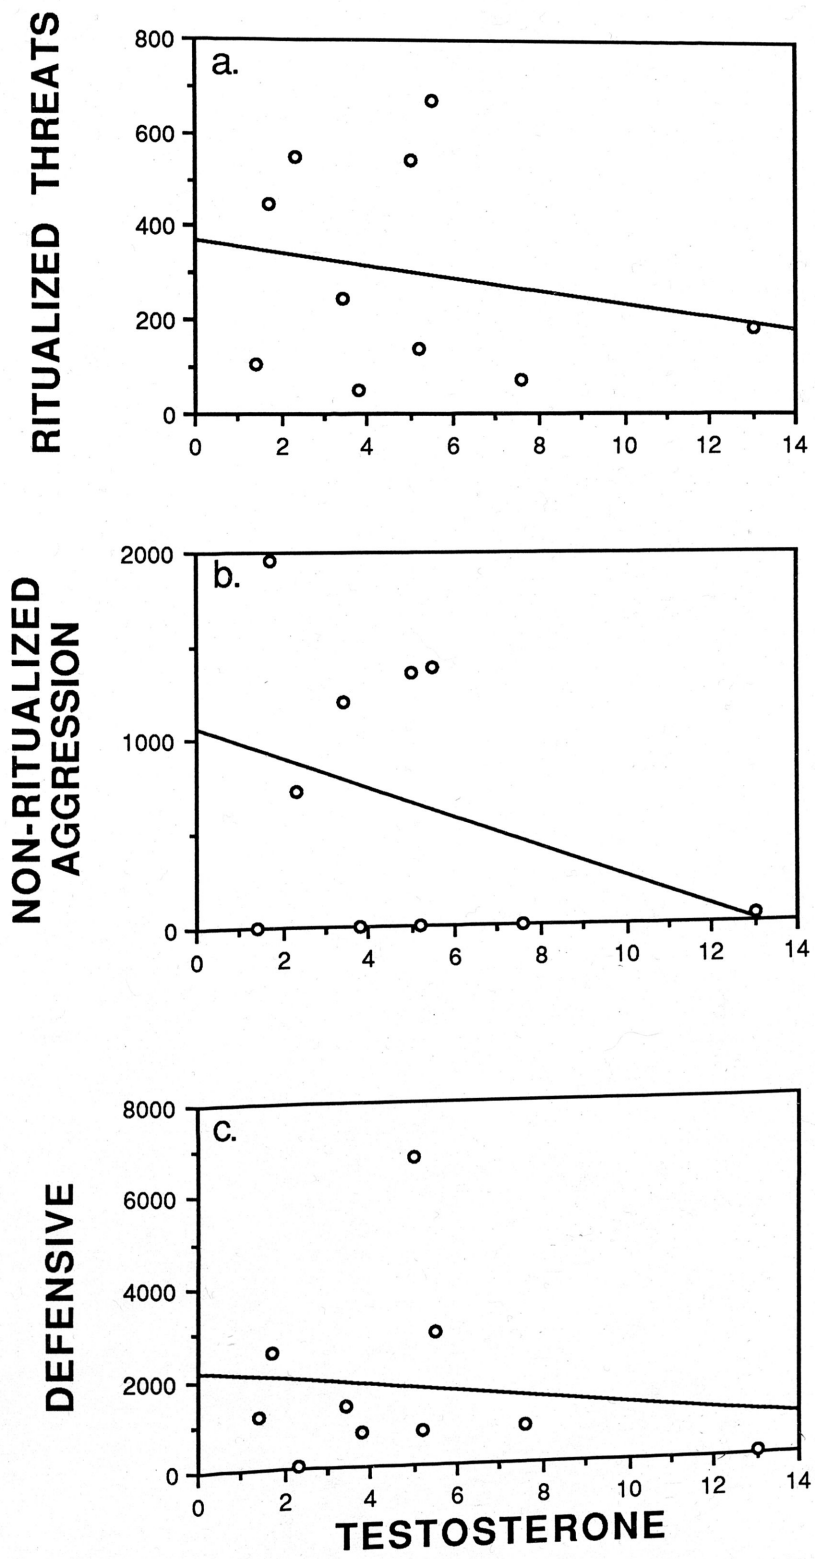 RITUALIZED THREATS
a.
800
600
400
200
0
0 2 4 6 8 10 12 14
NON-RITUALIZED
AGGRESSION
b.
2000
1000
0
0 2 4 6 8 10 12 14
DEFENSIVE
c.
8000
6000
4000
2000
0
0 2 4 6 8 10 12 14
TESTOSTERONE